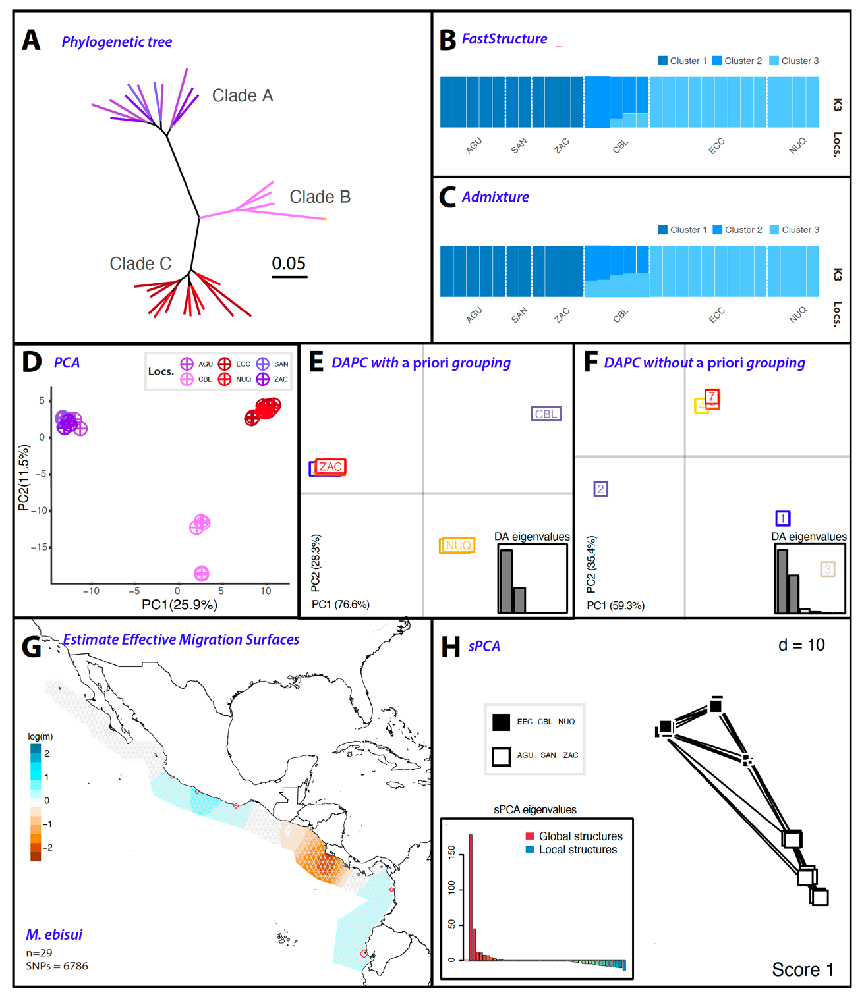 A Phylogenetic tree
Clade A
Clade B
Clade C
0.05
B FastStructure
Cluster 1 Cluster 2 Cluster 3
K3
AGU SAN ZAC CBL ECC NUQ
Locs.
C Admixture
Cluster 1 Cluster 2 Cluster 3
K3
AGU SAN ZAC CBL ECC NUQ
Locs.
D PCA
Locs.
AGU ECC SAN
CBL NUQ ZAC
5
0
−5
−10
−15
PC2(11.5%)
−10 −5 0 5 10
PC1(25.9%)
E DAPC with a priori grouping
CBL
ZAC
NUQ
DA eigenvalues
PC2 (28.3%)
PC1 (76.6%)
F DAPC without a priori grouping
7
4
2
1
DA eigenvalues
3
PC2 (35.4%)
PC1 (59.3%)
G Estimate Effective Migration Surfaces
log(m)
2
1
0
−1
−2
M. ebisui
n=29
SNPs = 6786
H sPCA
d = 10
EEC CBL NUQ
AGU SAN ZAC
sPCA eigenvalues
Global structures
Local structures
150
100
50
0
Score 1